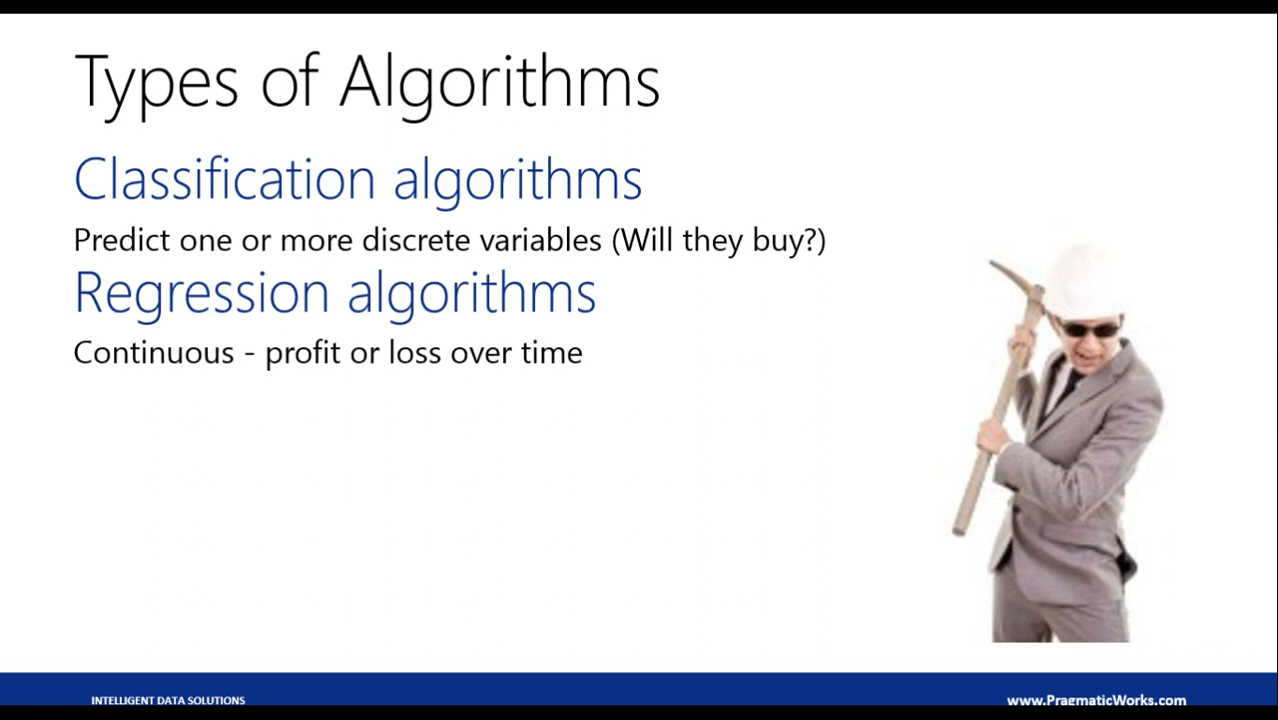 Types of Algorithms
Classification algorithms
Predict one or more discrete variables (Will they buy?)
Regression algorithms
Continuous - profit or loss over time
INTELLIGENT DATA SOLUTIONS
www.PragmaticWorks.com